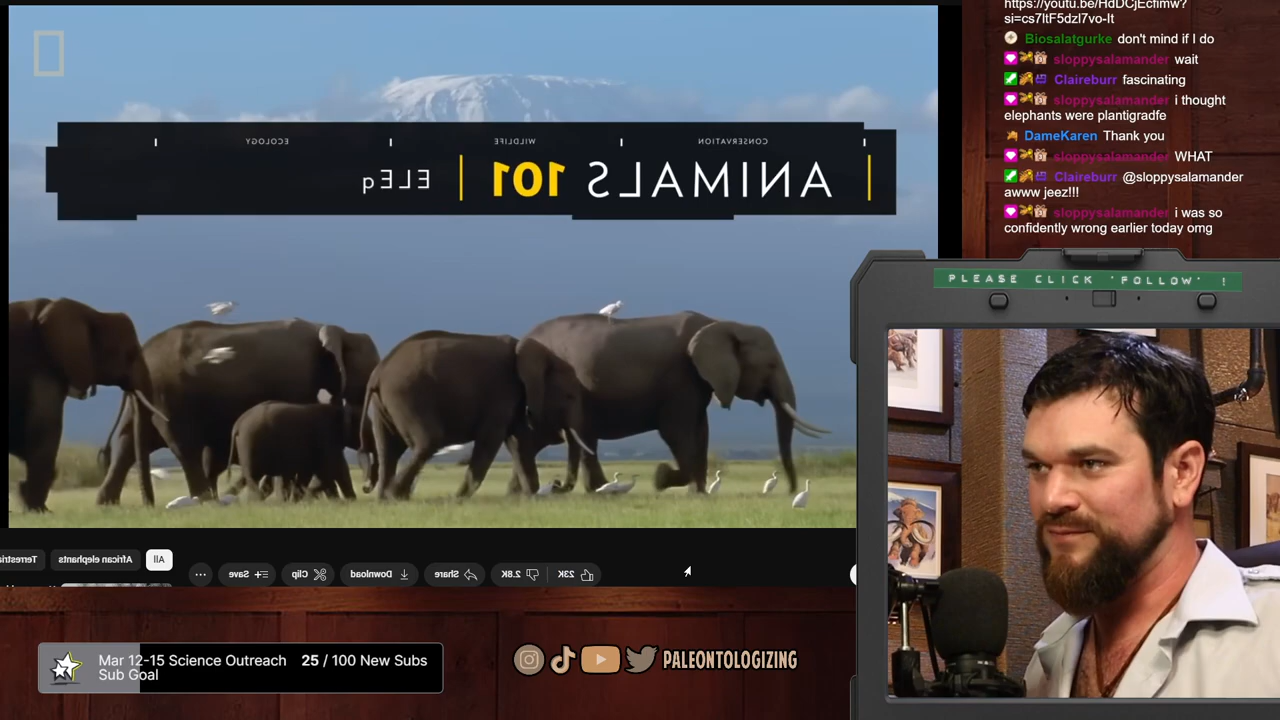 https://youtu.be/HdDCjEcfimw?
si=cs7ltF5dzl7vo-It
Biosalatgurke don't mind if I do
sloppysalamander wait
Claireburr fascinating
sloppysalamander i thought
elephants were plantigradfe
DameKaren Thank you
sloppysalamander WHAT
Claireburr @sloppysalamander
awww jeez!!!
sloppysalamander i was so
confidently wrong earlier today omg
CONSERVATION WILDLIFE ECOLOGY
ANIMALS 101 ELEq
PLEASE CLICK 'FOLLOW' !
All African elephants
23K 2.8K Share Download Clip Save ...
Mar 12-15 Science Outreach 25 / 100 New Subs
Sub Goal
PALEONTOLOGIZING